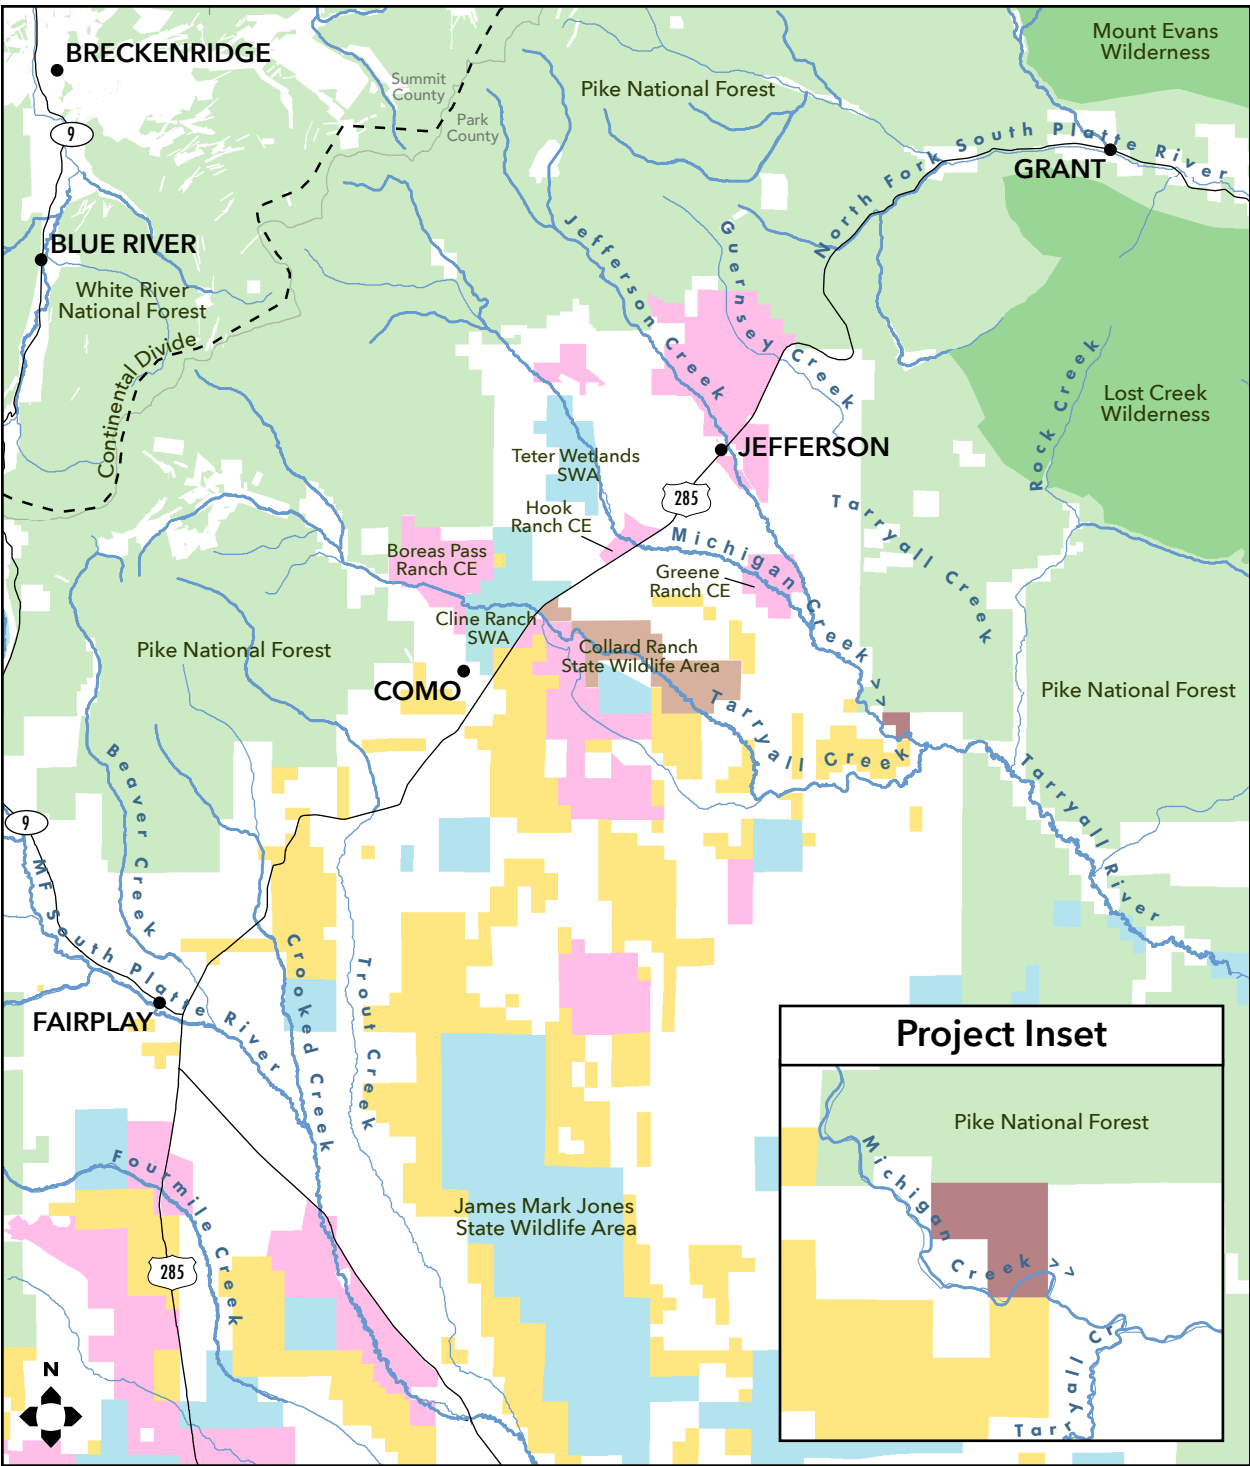 Mount Evans
Wilderness
BRECKENRIDGE
Summit
County
Pike National Forest
Park
County
9
North Fork South Platte River
GRANT
Jefferson Creek
Guernsey Creek
BLUE RIVER
White River
National Forest
Continental Divide
Rock Creek
Lost Creek
Wilderness
JEFFERSON
Teter Wetlands
SWA
285
Hook
Ranch CE
Tarryall Creek
Michigan Creek >>
Boreas Pass
Ranch CE
Greene
Ranch CE
Cline Ranch
SWA
Collard Ranch
State Wildlife Area
Pike National Forest
COMO
Pike National Forest
Tarryall Creek
Beaver Creek
Tarryall River
9
MF South Platte River
Crooked Creek
Trout Creek
FAIRPLAY
Fourmile Creek
James Mark Jones
State Wildlife Area
285
N
Project Inset
Pike National Forest
Michigan
Creek >>
Tarryall Cr